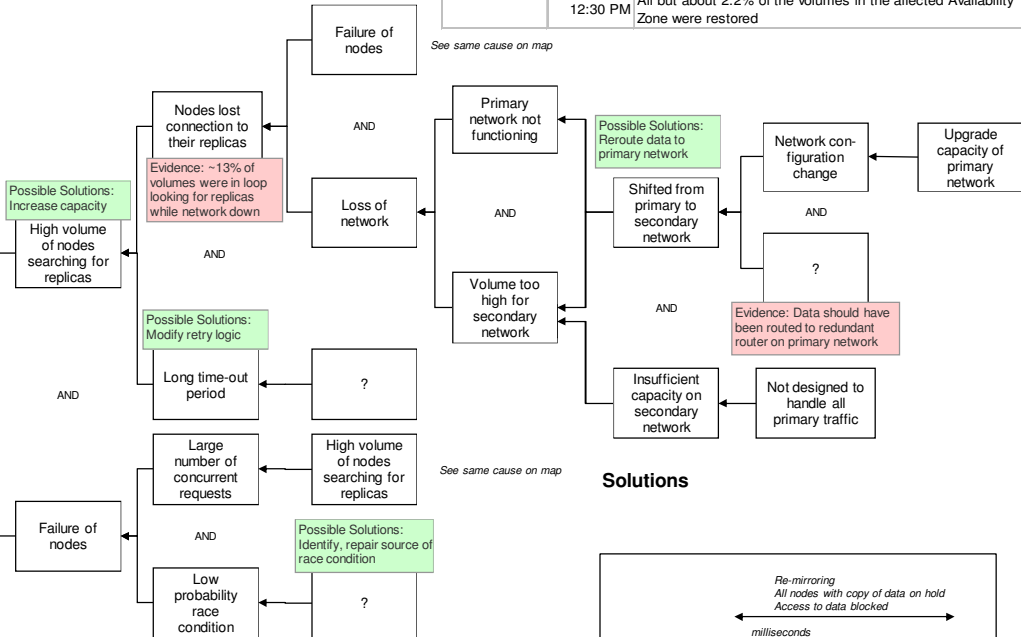 12:30 PM
All but about 2.2% of the volumes in the affected Availability
Zone were restored
Failure of
nodes
See same cause on map
Nodes lost
connection to
their replicas
AND
Primary
network not
functioning
Possible Solutions:
Reroute data to
primary network
Network con-
figuration
change
Upgrade
capacity of
primary
network
Evidence: ~13% of
volumes were in loop
looking for replicas
while network down
Possible Solutions:
Increase capacity
High volume
of nodes
searching for
replicas
AND
Loss of
network
AND
Shifted from
primary to
secondary
network
AND
?
Evidence: Data should have
been routed to redundant
router on primary network
Volume too
high for
secondary
network
AND
Possible Solutions:
Modify retry logic
Long time-out
period
?
AND
Insufficient
capacity on
secondary
network
Not designed to
handle all
primary traffic
Large
number of
concurrent
requests
High volume
of nodes
searching for
replicas
See same cause on map
Solutions
Failure of
nodes
AND
Possible Solutions:
Identify, repair source of
race condition
Low
probability
race
condition
?
Re-mirroring
All nodes with copy of data on hold
Access to data blocked
milliseconds